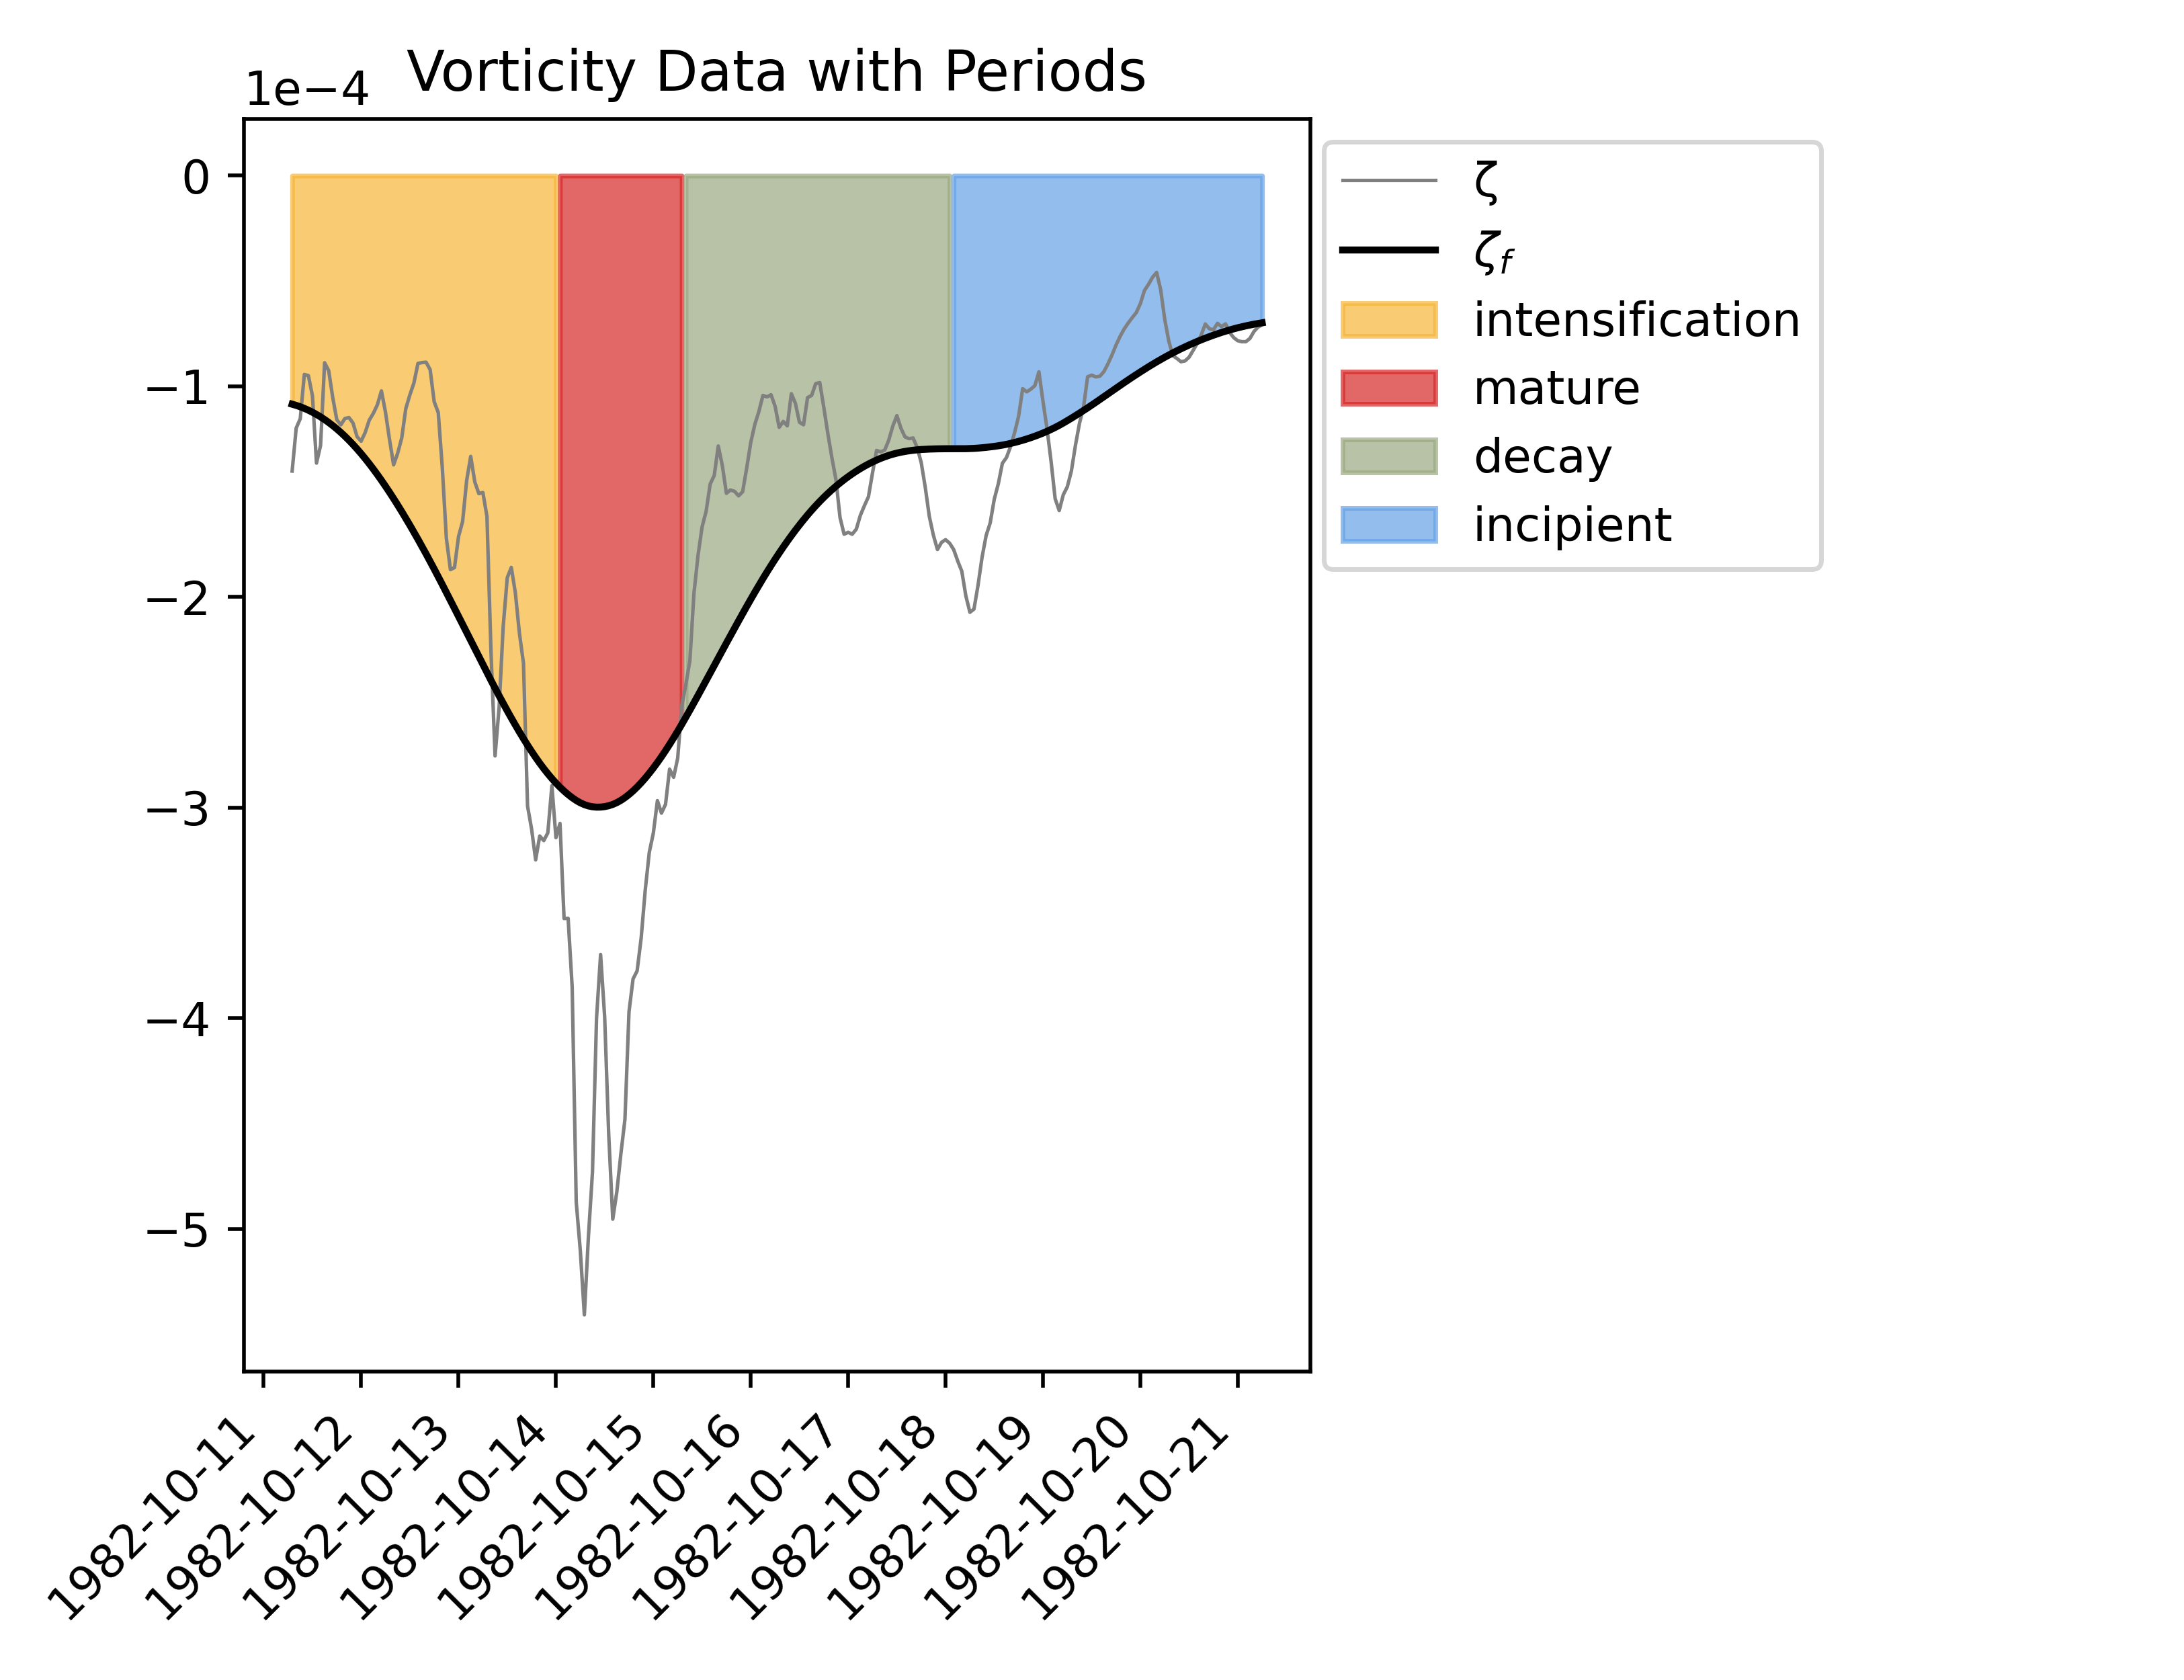 Vorticity Data with Periods
1e−4
0
−1
−2
−3
−4
−5
1982-10-11
1982-10-12
1982-10-13
1982-10-14
1982-10-15
1982-10-16
1982-10-17
1982-10-18
1982-10-19
1982-10-20
1982-10-21
ζ
ζf
intensification
mature
decay
incipient